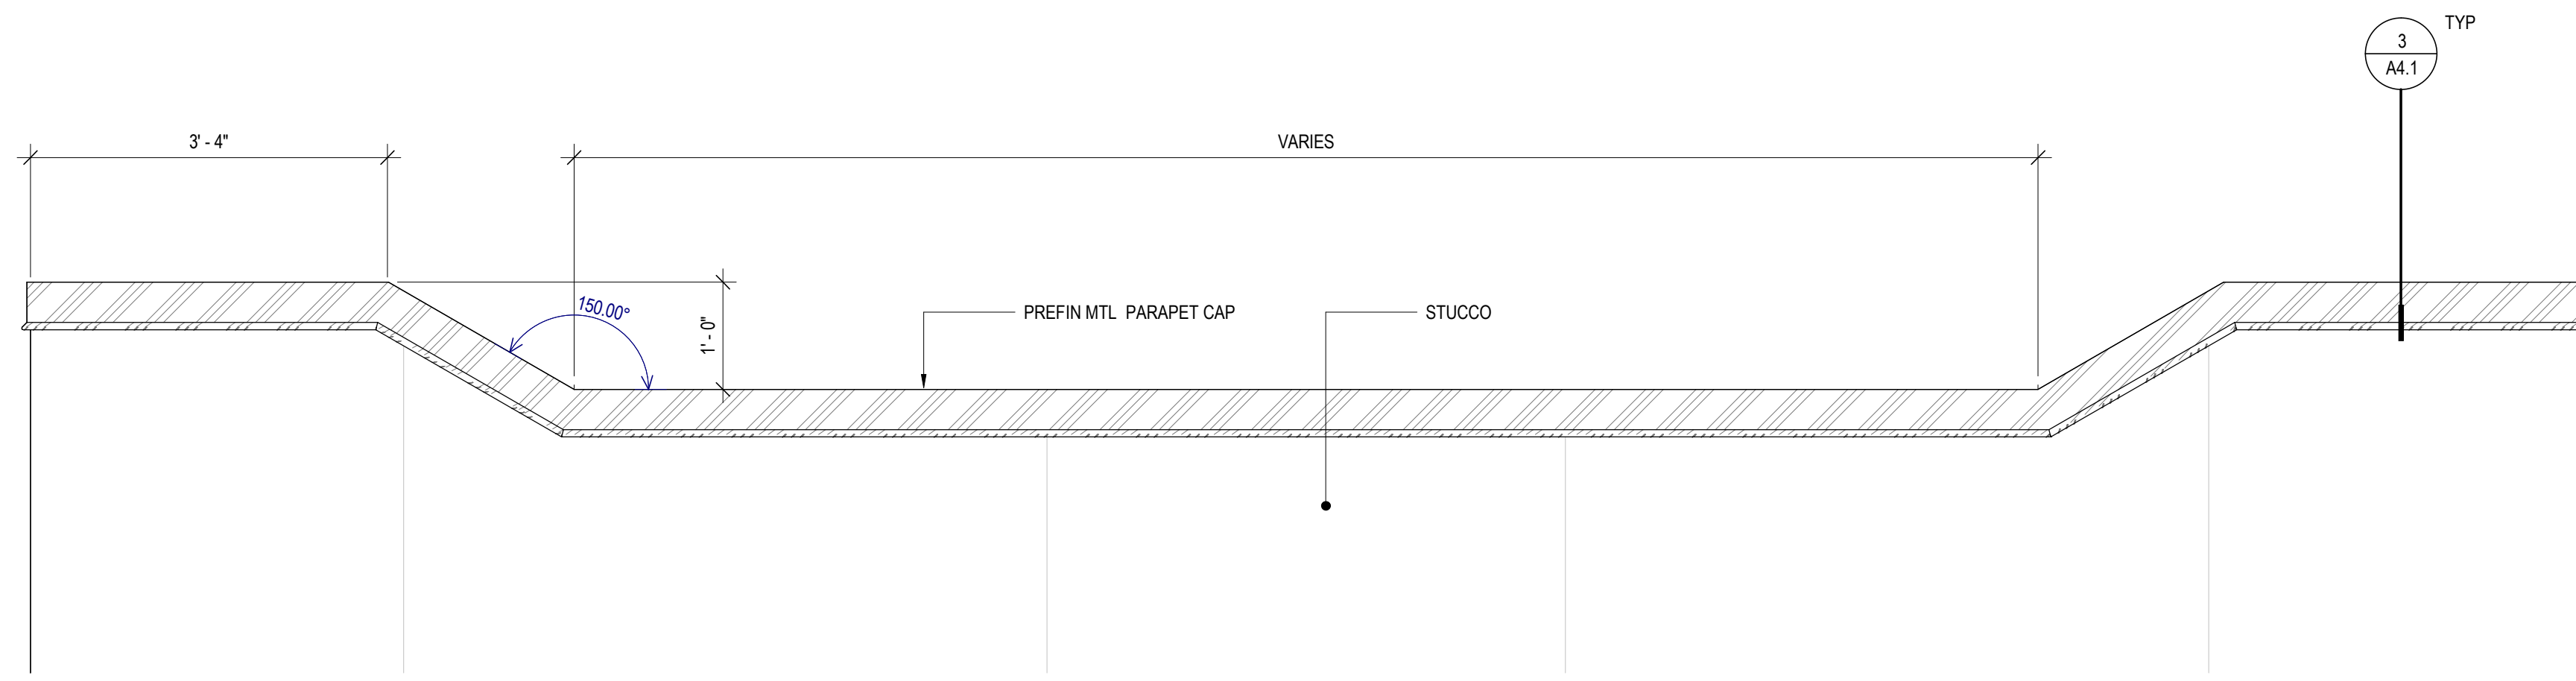 TYP
3
A4.1
3' - 4"
VARIES
150.00°
1' - 0"
PREFIN MTL  PARAPET CAP
STUCCO